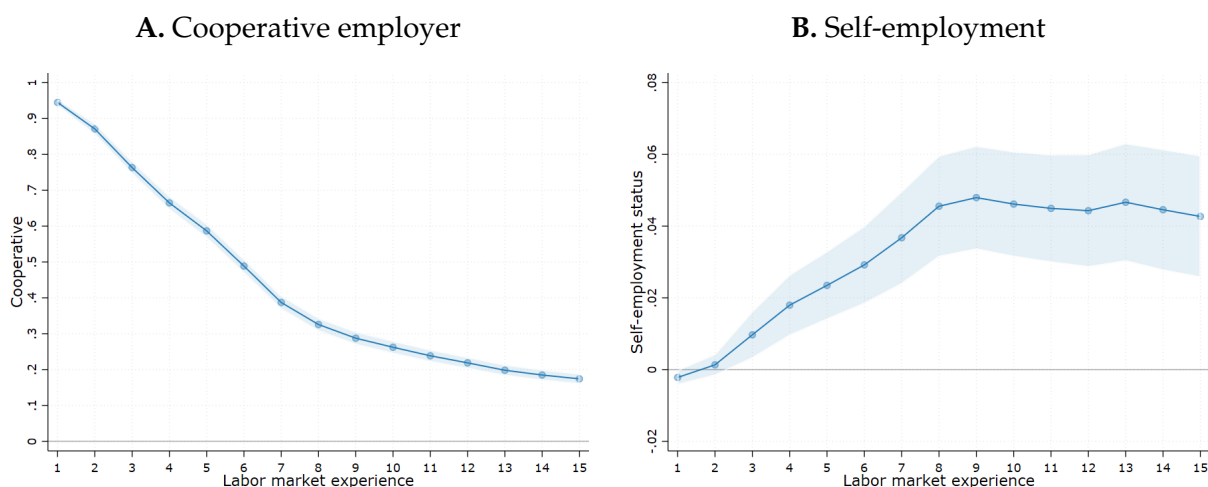 A. Cooperative employer
Cooperative
1
.9
.8
.7
.6
.5
.4
.3
.2
.1
0
1 2 3 4 5 6 7 8 9 10 11 12 13 14 15
Labor market experience
B. Self-employment
Self-employment status
.08
.06
.04
.02
0
-.02
1 2 3 4 5 6 7 8 9 10 11 12 13 14 15
Labor market experience